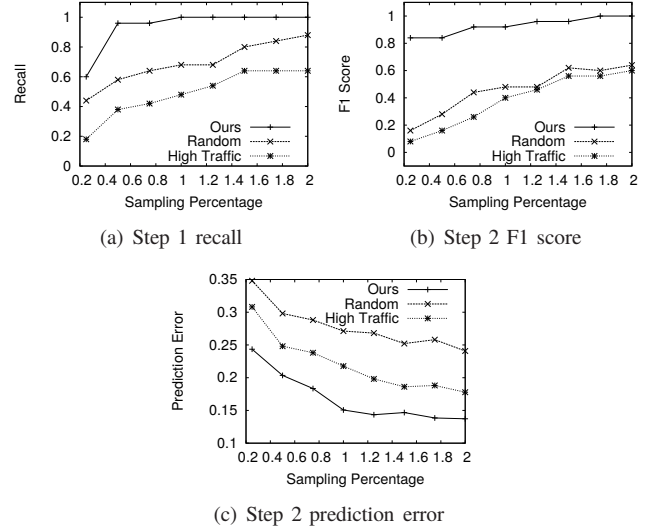 1
0.8
0.6
0.4
0.2
0
Recall
Ours
Random
High Traffic
0.2 0.4 0.6 0.8 1 1.2 1.4 1.6 1.8 2
Sampling Percentage
(a) Step 1 recall
1
0.8
0.6
0.4
0.2
0
F1 Score
Ours
Random
High Traffic
0.2 0.4 0.6 0.8 1 1.2 1.4 1.6 1.8 2
Sampling Percentage
(b) Step 2 F1 score
0.35
0.3
0.25
0.2
0.15
0.1
Prediction Error
Ours
Random
High Traffic
0.2 0.4 0.6 0.8 1 1.2 1.4 1.6 1.8 2
Sampling Percentage
(c) Step 2 prediction error